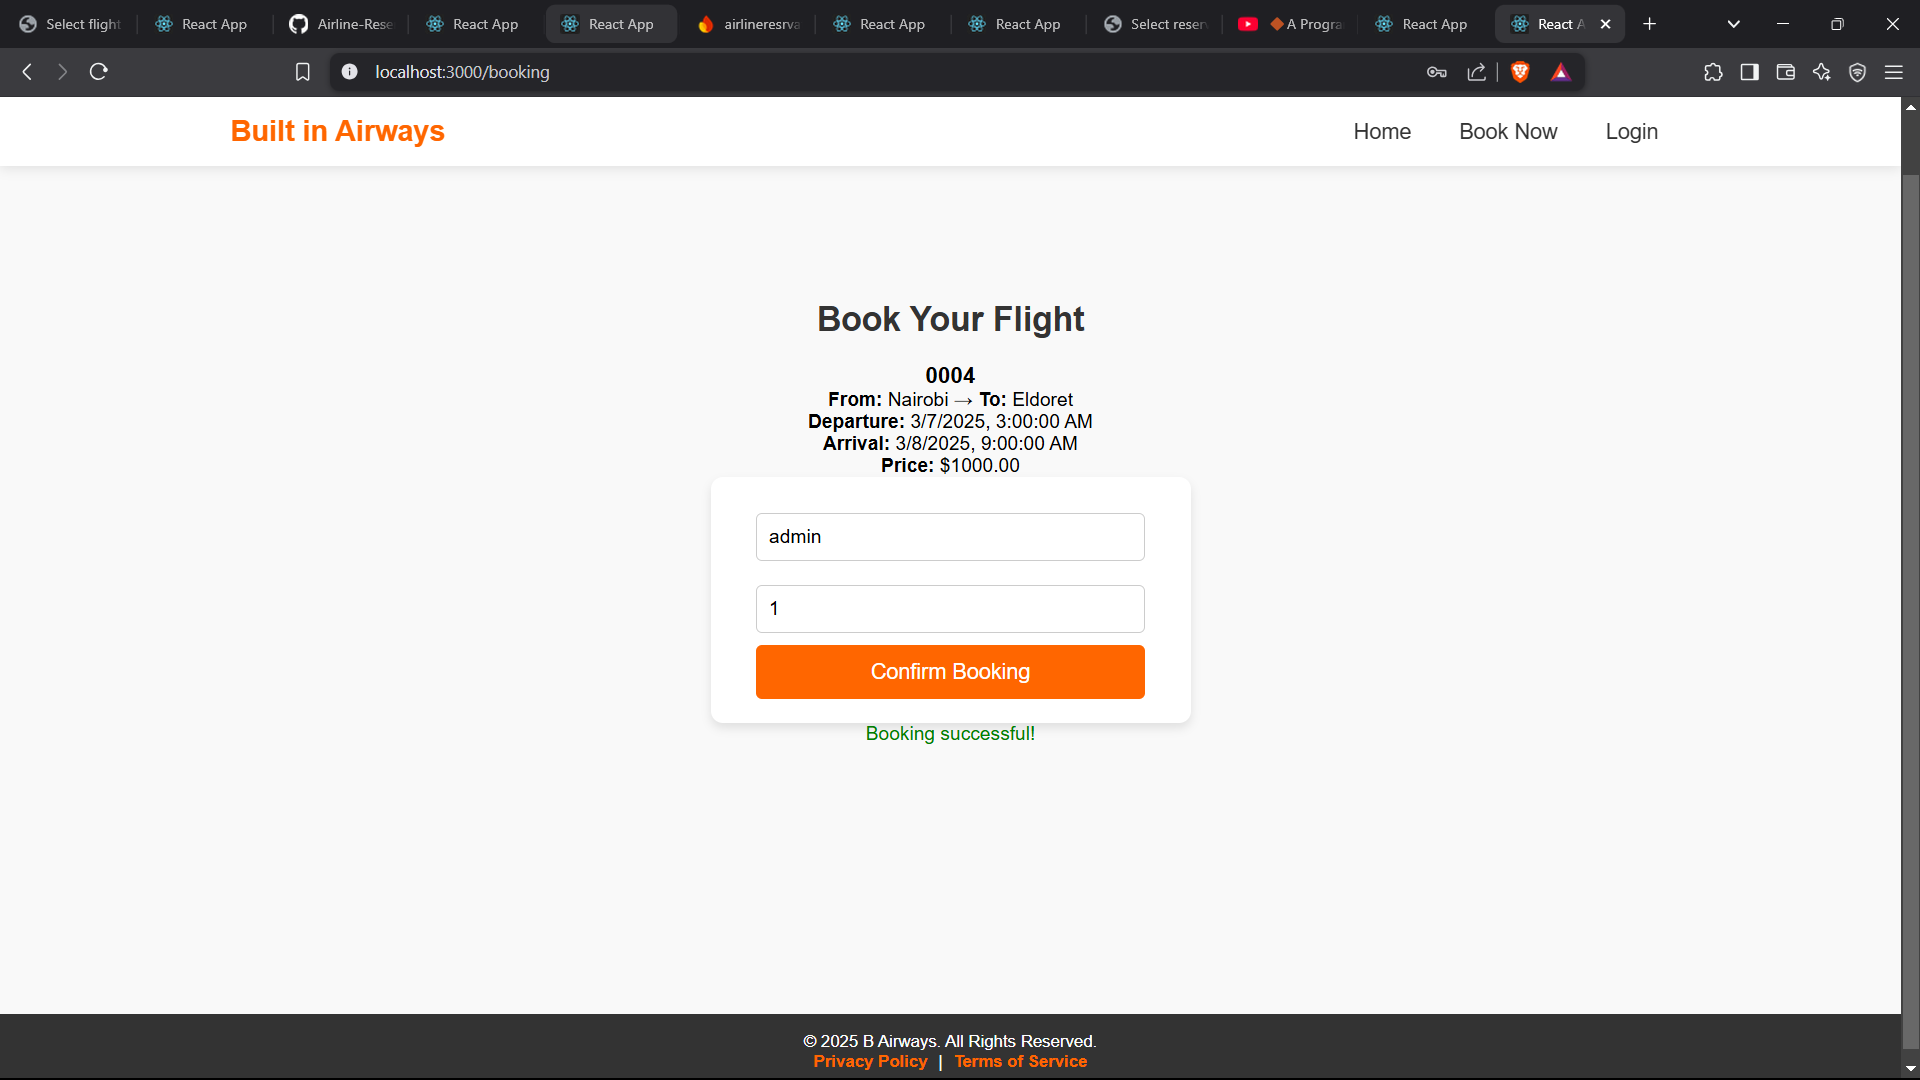 Select flight
React App
Airline-Rese
React App
React App
airlineresrva
React App
React App
Select reser
A Progra
React App
React A
localhost:3000/booking
Built in Airways
Home
Book Now
Login
Book Your Flight
0004
From: Nairobi → To: Eldoret
Departure: 3/7/2025, 3:00:00 AM
Arrival: 3/8/2025, 9:00:00 AM
Price: $1000.00
admin
1
Confirm Booking
Booking successful!
© 2025 B Airways. All Rights Reserved.
Privacy Policy | Terms of Service